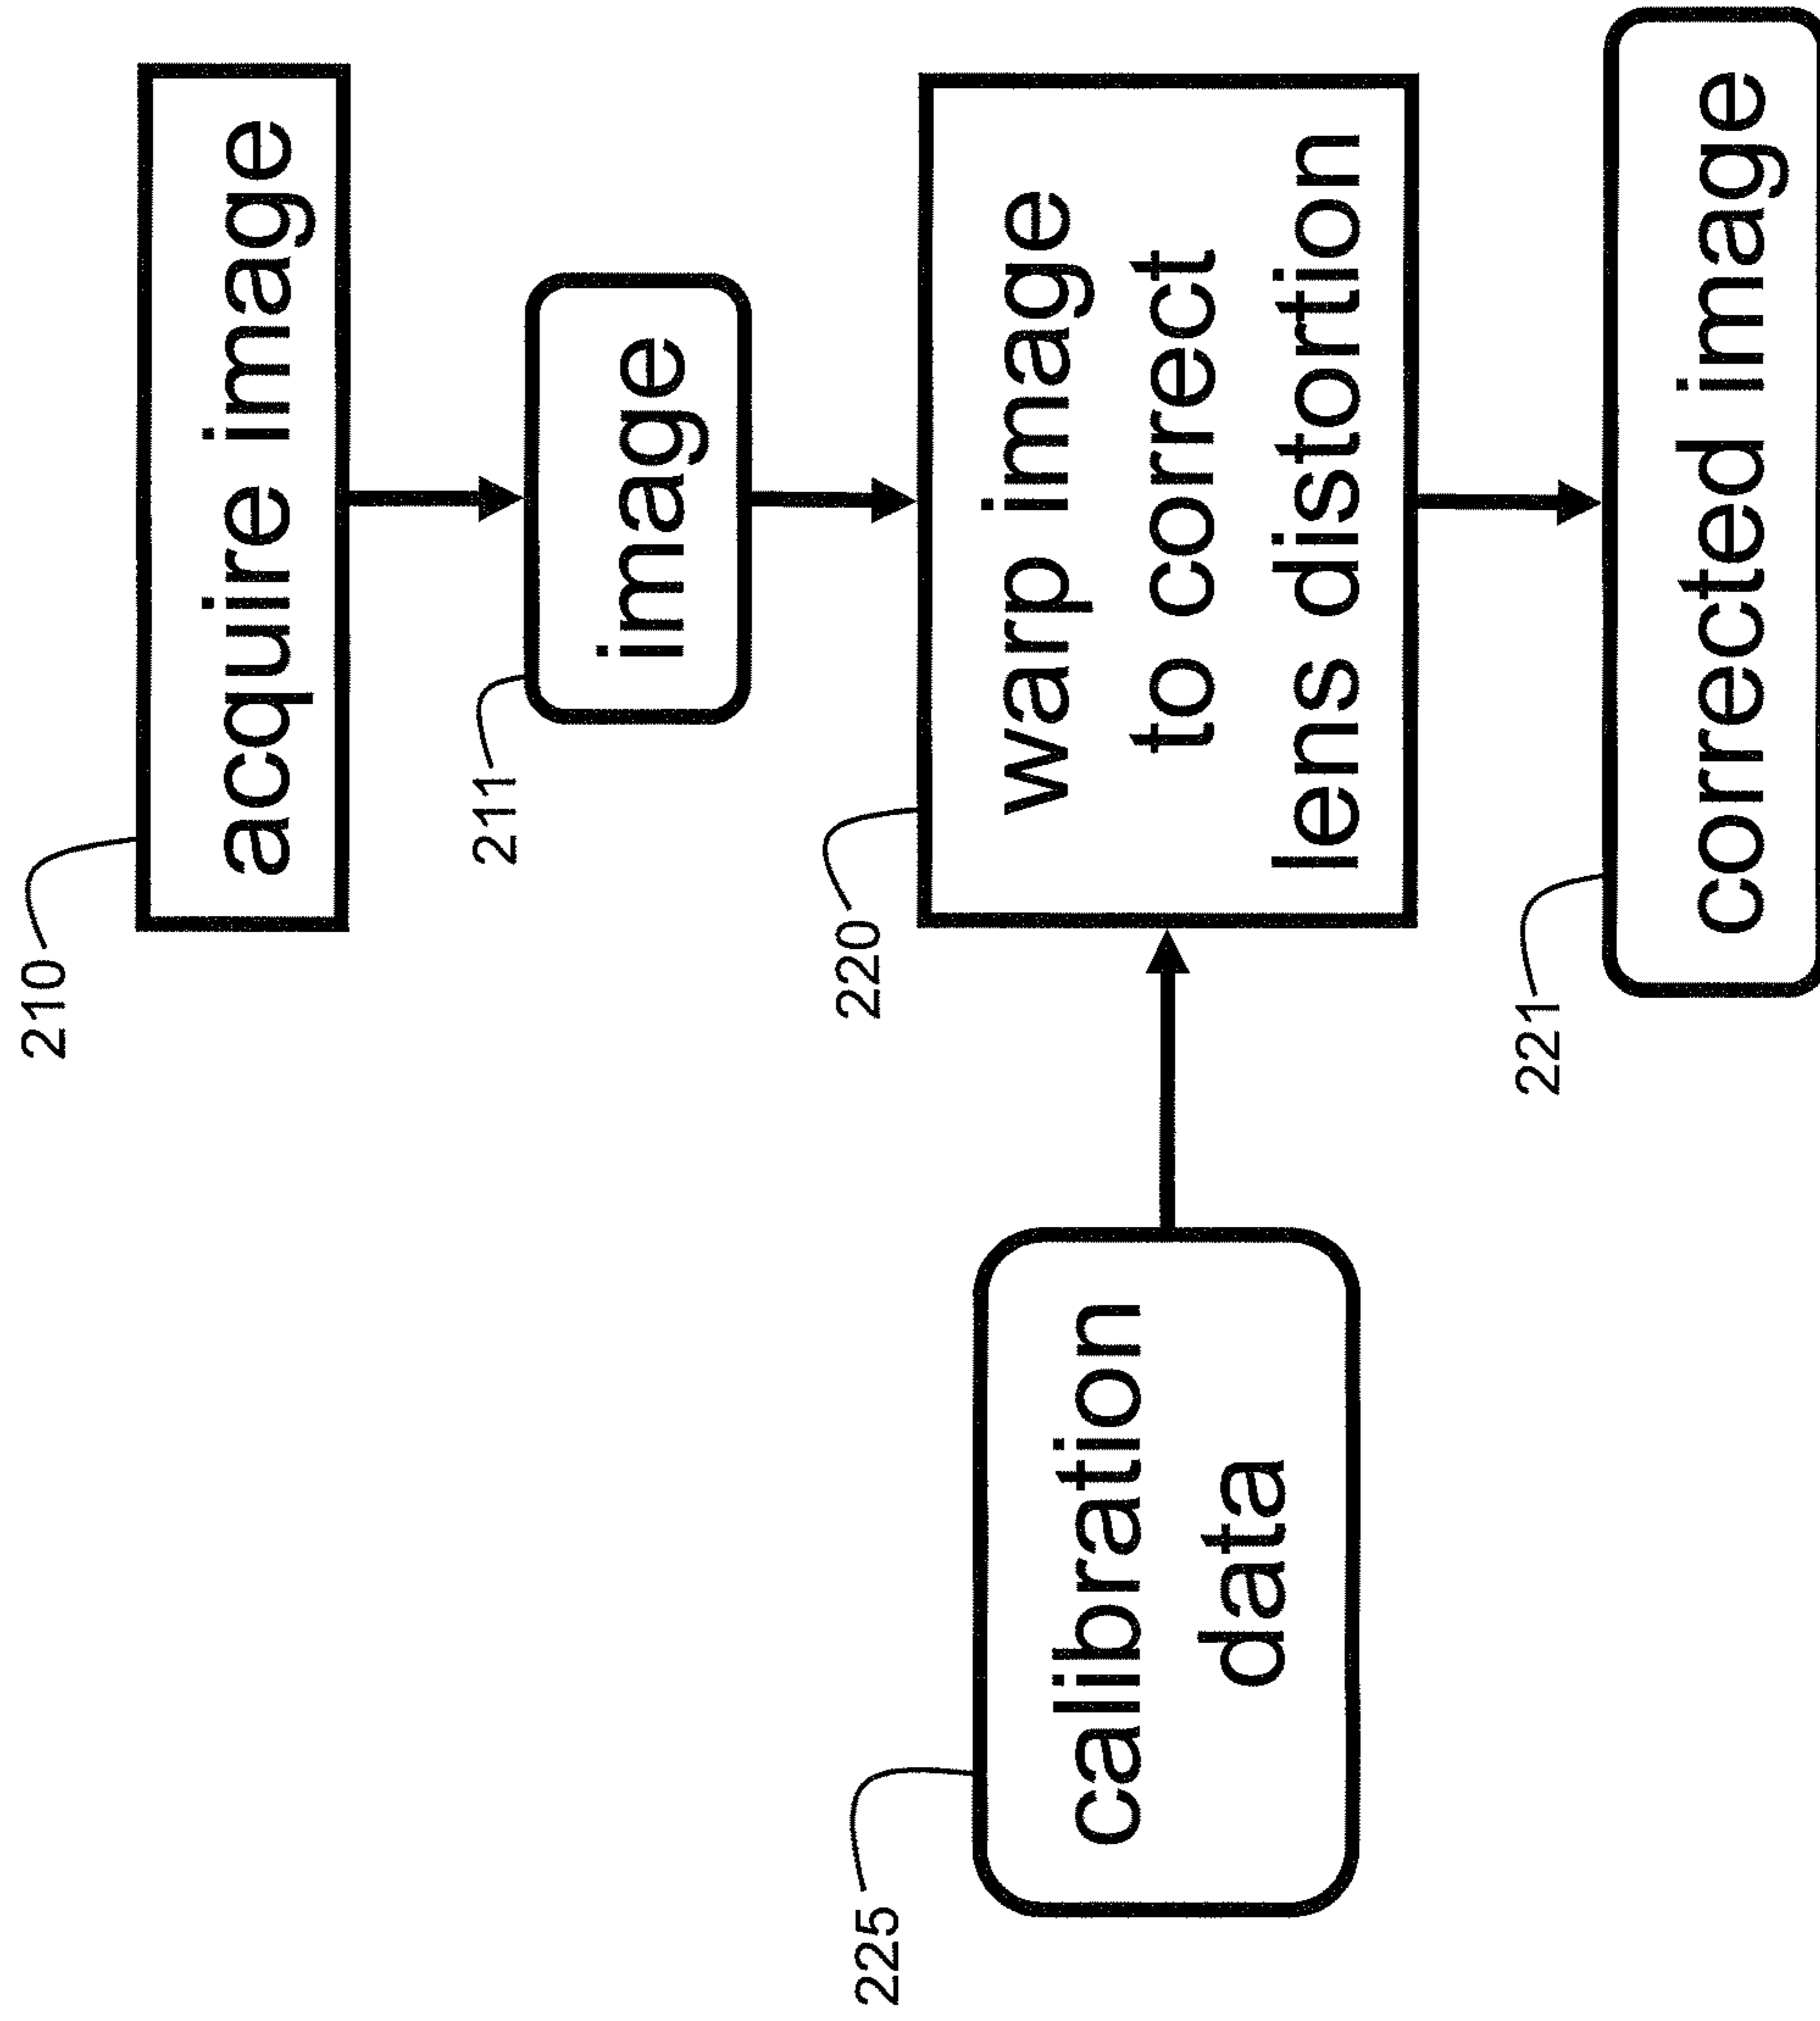 210
acquire image
211
image
220
warp image
to correct
lens distortion
225
calibration
data
221
corrected image